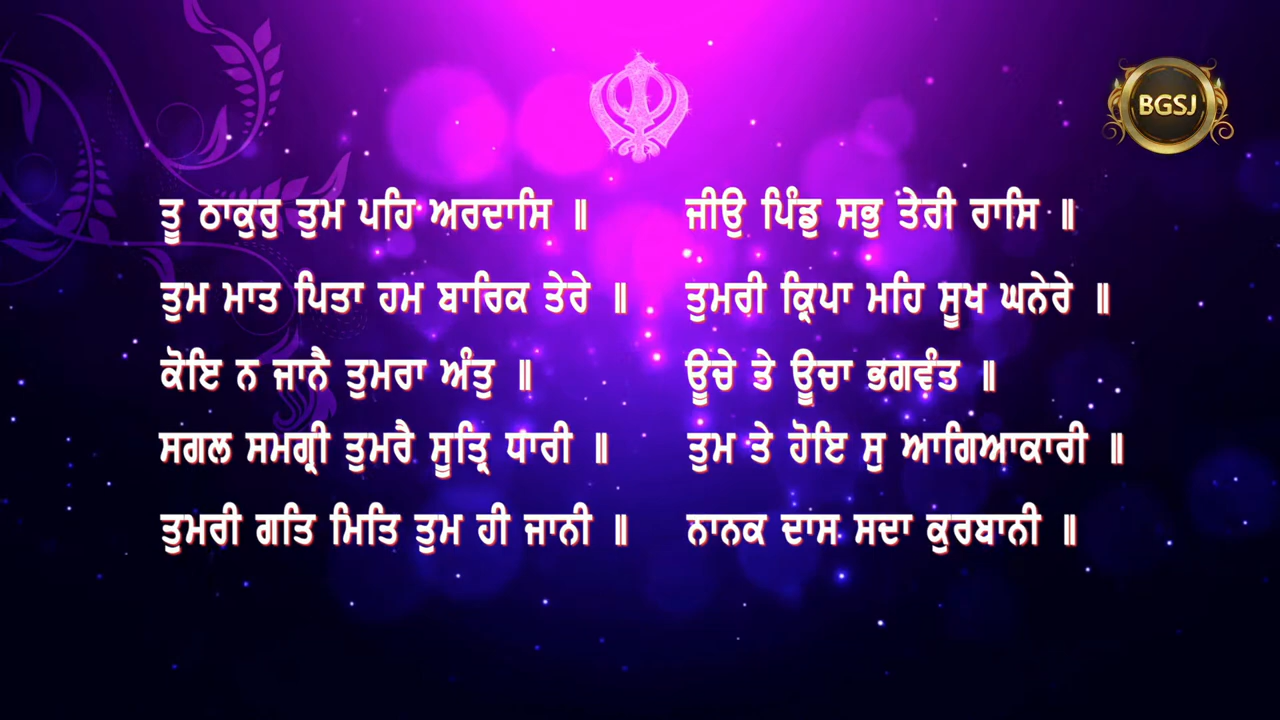 BGSJ
ਤੂ ਠਾਕੁਰੁ ਤੁਮ ਪਹਿ ਅਰਦਾਸਿ ॥ ਜੀਉ ਪਿੰਡੁ ਸਭੁ ਤੇਰੀ ਰਾਸਿ ॥
ਤੁਮ ਮਾਤ ਪਿਤਾ ਹਮ ਬਾਰਿਕ ਤੇਰੇ ॥ ਤੁਮਰੀ ਕ੍ਰਿਪਾ ਮਹਿ ਸੂਖ ਘਨੇਰੇ ॥
ਕੋਇ ਨ ਜਾਨੈ ਤੁਮਰਾ ਅੰਤੁ ॥ ਊਚੇ ਤੇ ਊਚਾ ਭਗਵੰਤ ॥
ਸਗਲ ਸਮਗ੍ਰੀ ਤੁਮਰੈ ਸੂਤ੍ਰਿ ਧਾਰੀ ॥ ਤੁਮ ਤੇ ਹੋਇ ਸੁ ਆਗਿਆਕਾਰੀ ॥
ਤੁਮਰੀ ਗਤਿ ਮਿਤਿ ਤੁਮ ਹੀ ਜਾਨੀ ॥ ਨਾਨਕ ਦਾਸ ਸਦਾ ਕੁਰਬਾਨੀ ॥